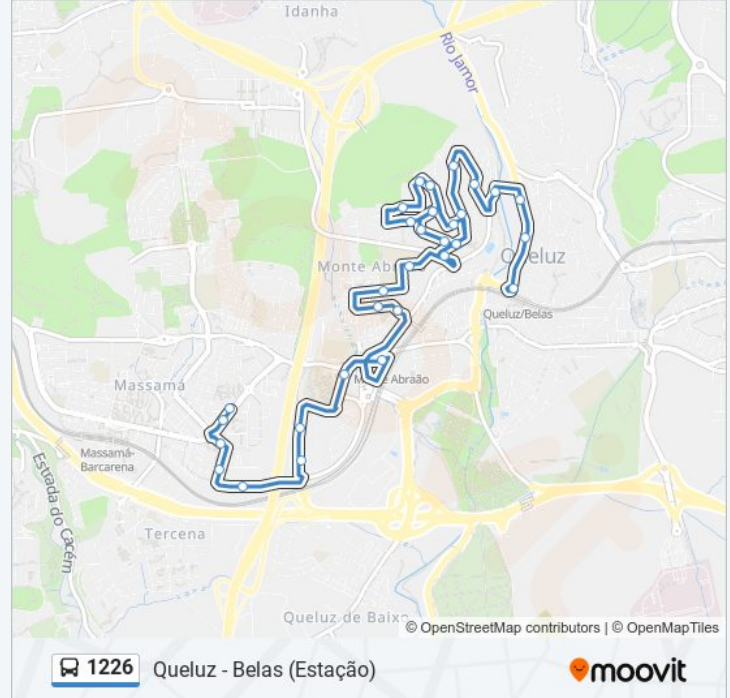 Idanha
Rio Jamor
Monte Abr
Queluz
Queluz/Belas
Massamá
Monte Abraão
Massamá-
Barcarena
Estrada do Cacém
Tercena
Queluz de Baixo
© OpenStreetMap contributors | © OpenMapTiles
1226 Queluz - Belas (Estação)
moovit